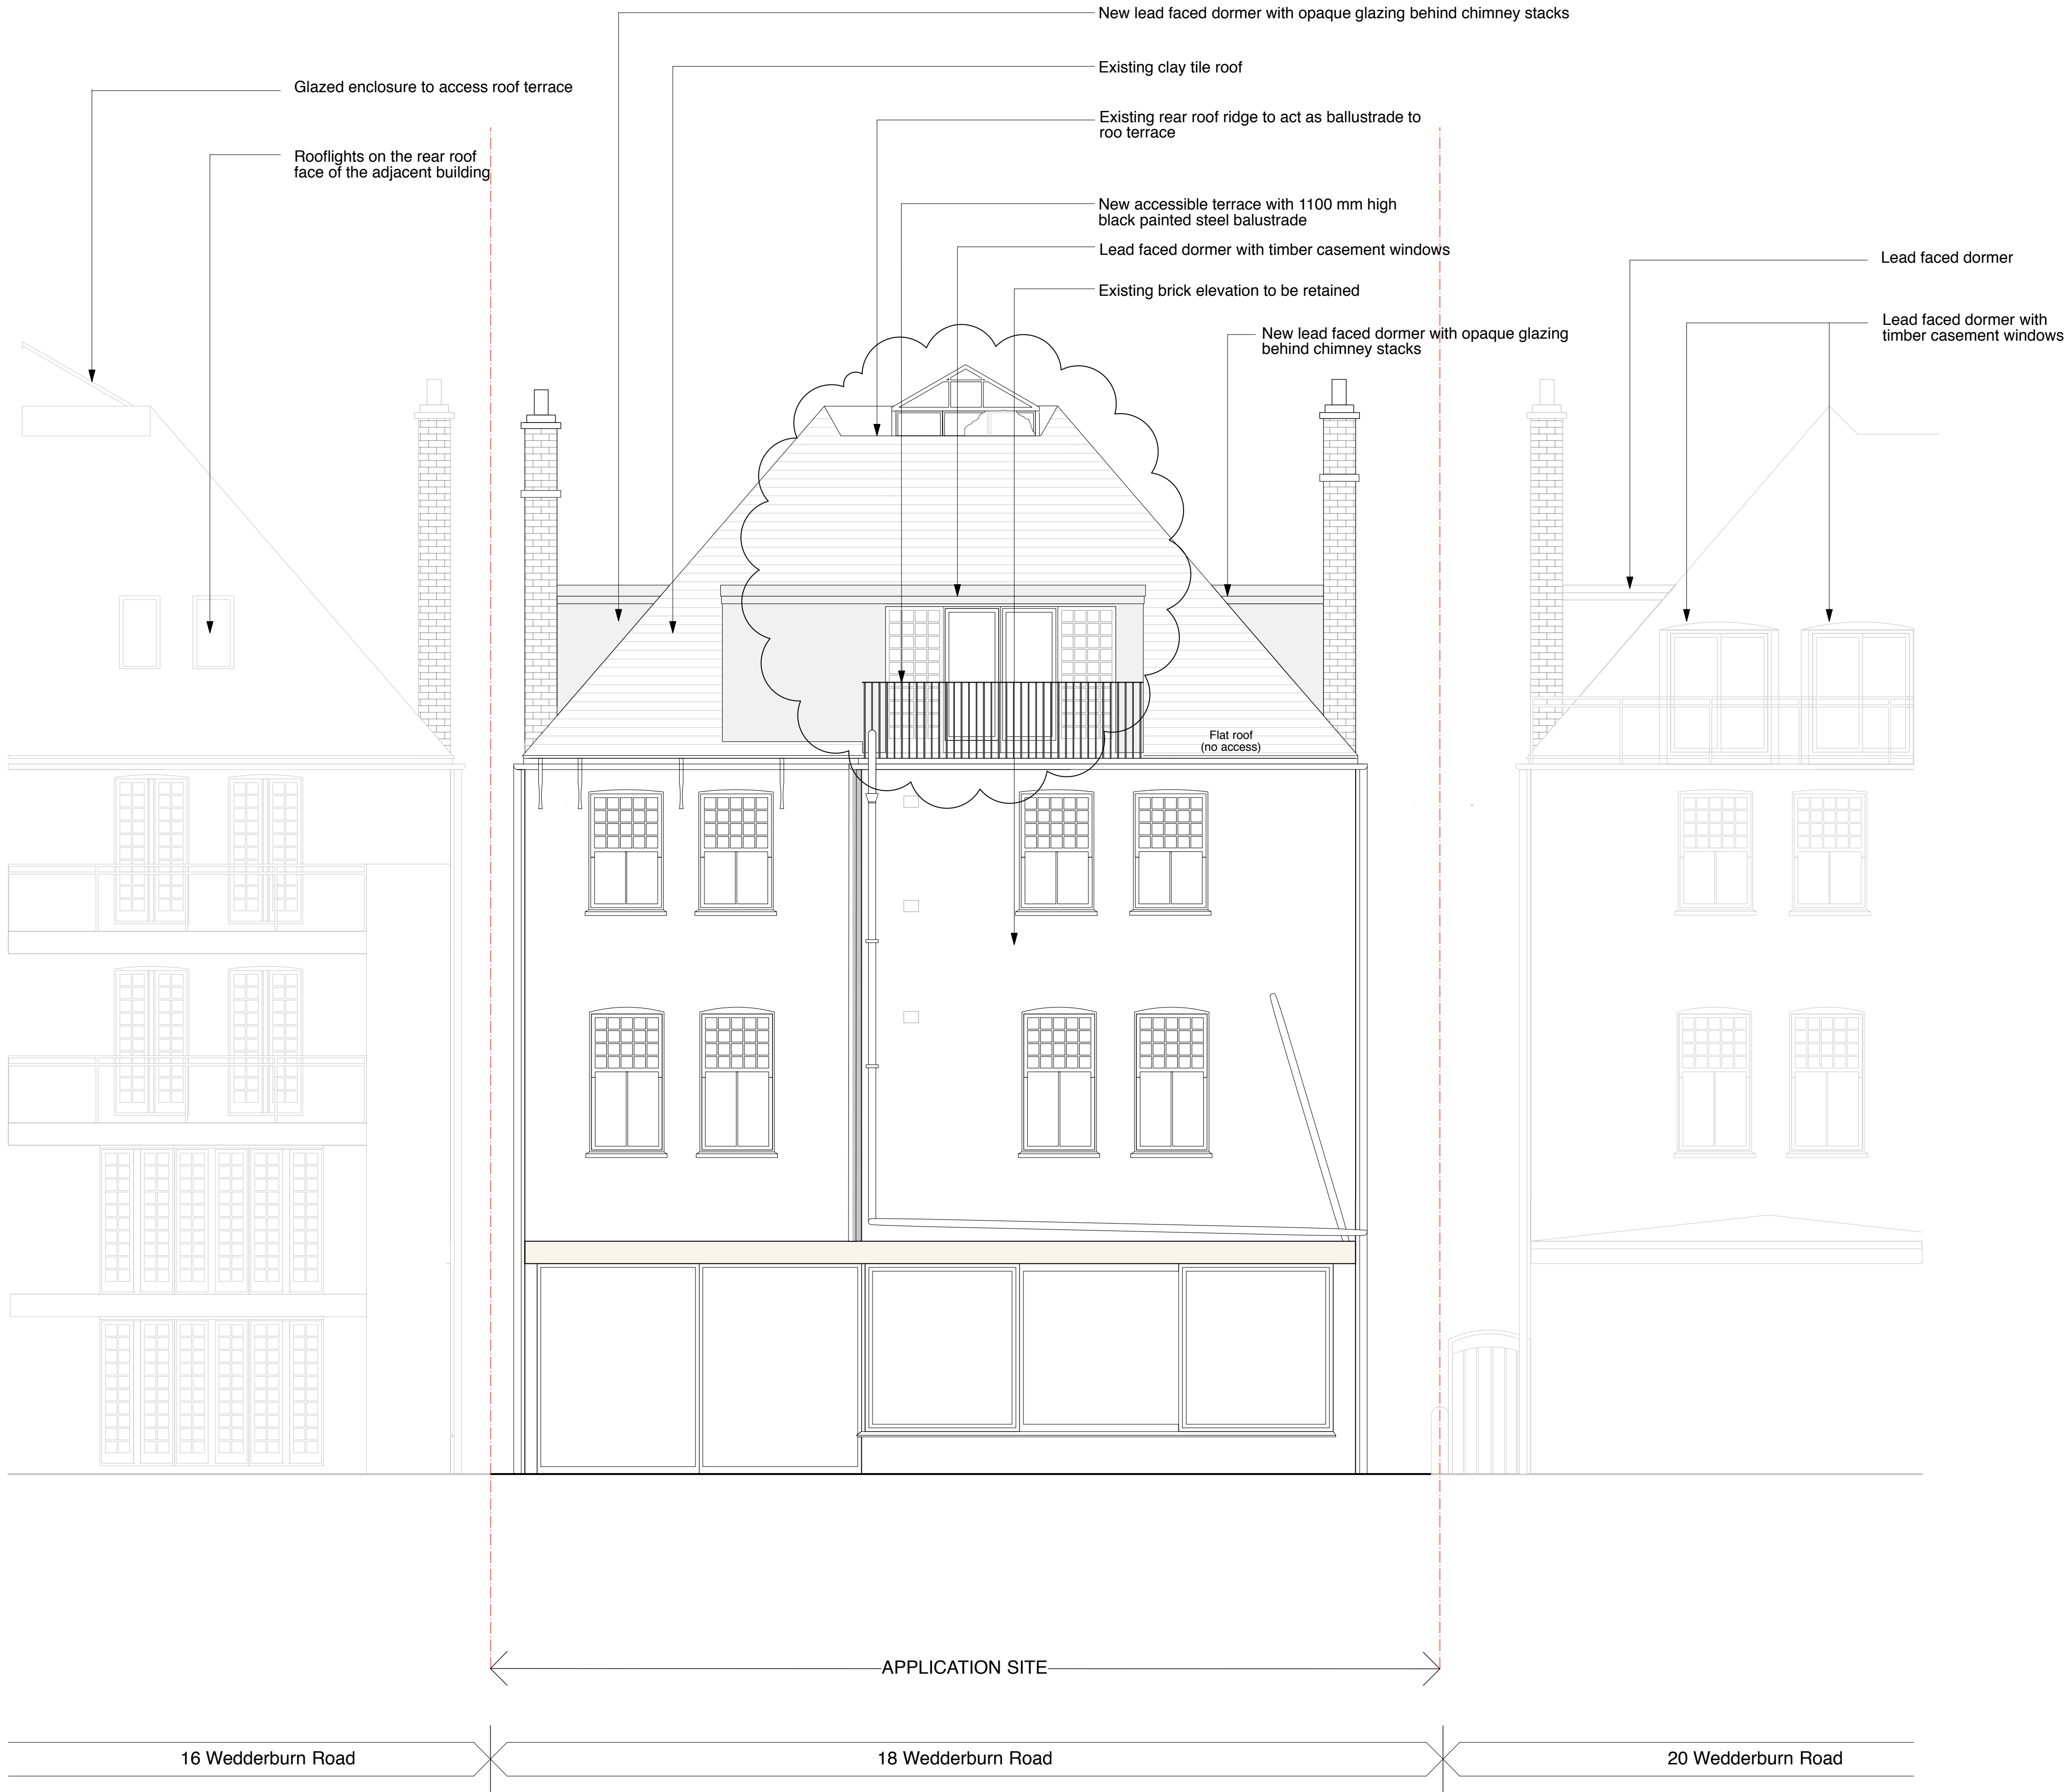 New lead faced dormer with opaque glazing behind chimney stacks
Existing clay tile roof
Glazed enclosure to access roof terrace
Existing rear roof ridge to act as ballustrade to
roo terrace
Rooflights on the rear roof
face of the adjacent building
New accessible terrace with 1100 mm high
black painted steel balustrade
Lead faced dormer with timber casement windows
Lead faced dormer
Existing brick elevation to be retained
Lead faced dormer with
timber casement windows
New lead faced dormer with opaque glazing
behind chimney stacks
Flat roof
(no access)
APPLICATION SITE
16 Wedderburn Road
18 Wedderburn Road
20 Wedderburn Road